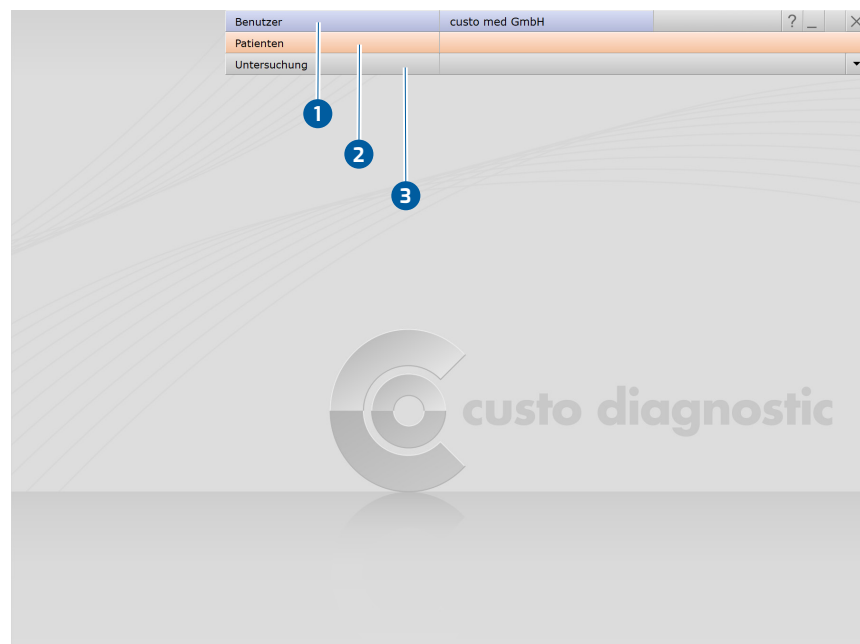 Benutzer custo med GmbH ? _ ×
Patienten
Untersuchung
1
2
3
custo diagnostic